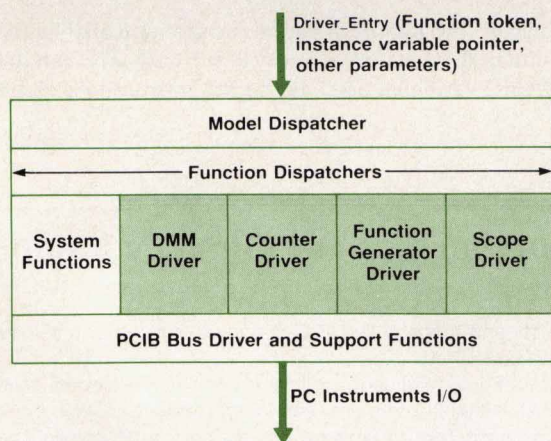 Driver_Entry (Function token,
instance variable pointer,
other parameters)
Model Dispatcher
Function Dispatchers
System
Functions
DMM
Driver
Counter
Driver
Function
Generator
Driver
Scope
Driver
PCIB Bus Driver and Support Functions
PC Instruments I/O